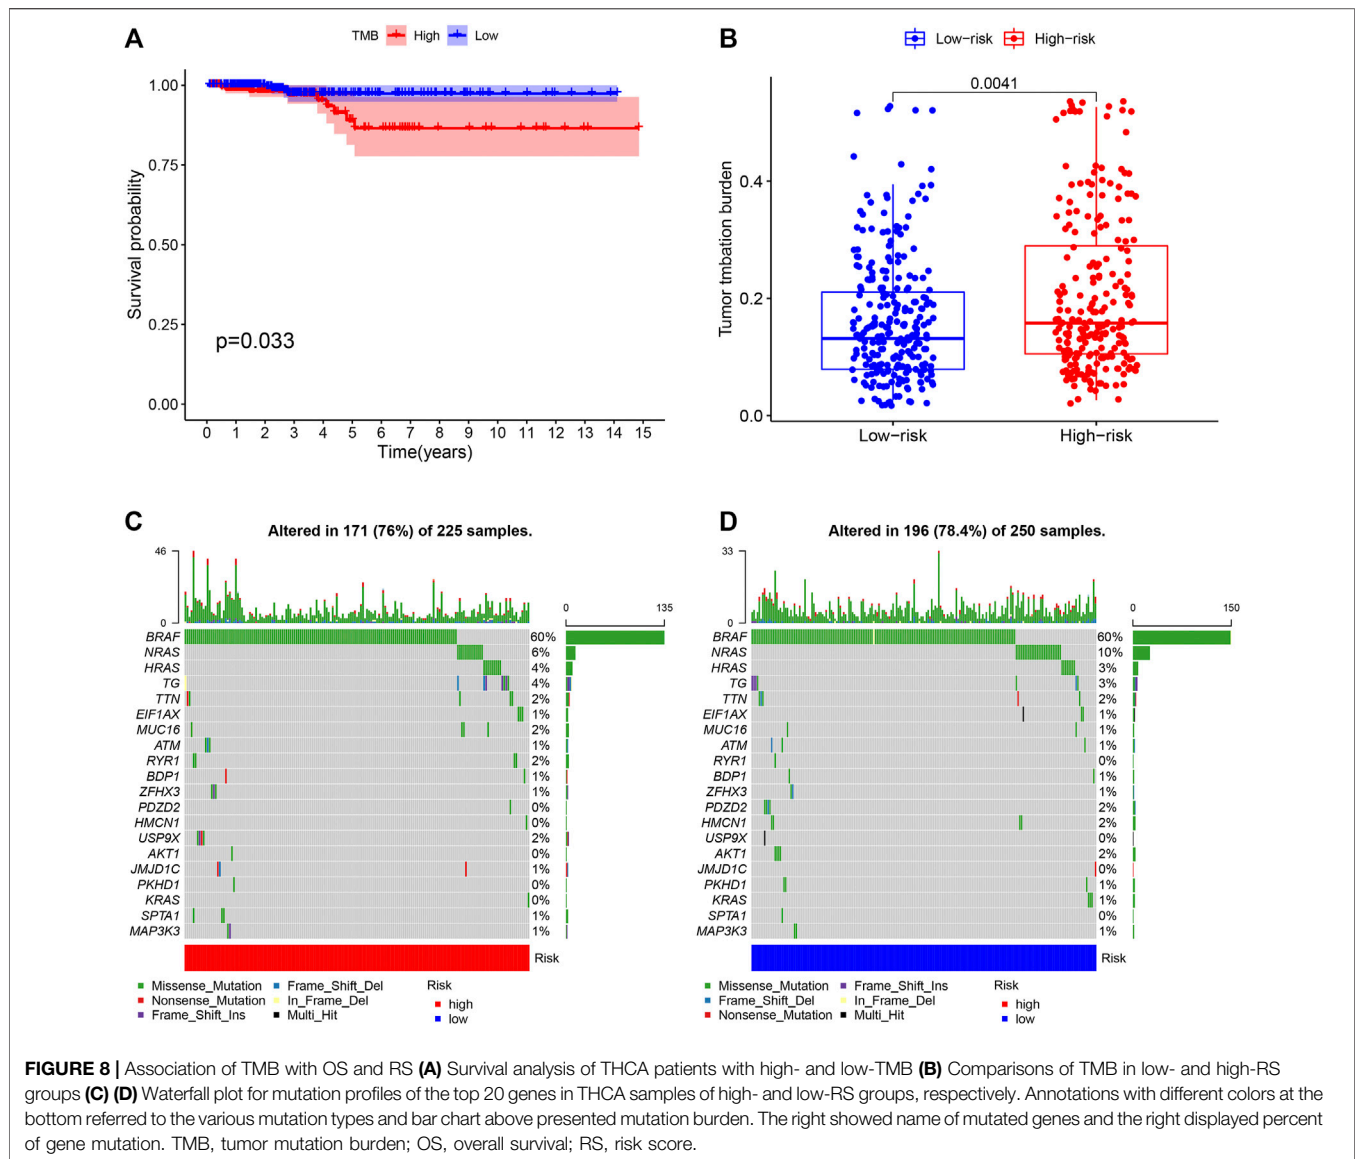 A
TMB High Low
1.00
0.75
0.50
0.25
0.00
Survival probability
p=0.033
0 1 2 3 4 5 6 7 8 9 10 11 12 13 14 15
Time(years)
B
Low-risk High-risk
0.0041
0.4
0.2
0.0
Tumor tmbation burden
Low-risk High-risk
C
Altered in 171 (76%) of 225 samples.
46
0
0 135
BRAF 60%
NRAS 6%
HRAS 4%
TG 4%
TTN 2%
EIF1AX 1%
MUC16 2%
ATM 1%
RYR1 2%
BDP1 1%
ZFHX3 1%
PDZD2 0%
HMCN1 0%
USP9X 2%
AKT1 0%
JMJD1C 1%
PKHD1 0%
KRAS 0%
SPTA1 1%
MAP3K3 1%
Risk
Missense_Mutation Frame_Shift_Del Risk
Nonsense_Mutation In_Frame_Del high
Frame_Shift_Ins Multi_Hit low
D
Altered in 196 (78.4%) of 250 samples.
33
0
0 150
BRAF 60%
NRAS 10%
HRAS 3%
TG 3%
TTN 2%
EIF1AX 1%
MUC16 1%
ATM 1%
RYR1 0%
BDP1 1%
ZFHX3 1%
PDZD2 2%
HMCN1 2%
USP9X 0%
AKT1 2%
JMJD1C 0%
PKHD1 1%
KRAS 1%
SPTA1 0%
MAP3K3 1%
Risk
Missense_Mutation Frame_Shift_Ins Risk
Frame_Shift_Del In_Frame_Del high
Nonsense_Mutation Multi_Hit low
FIGURE 8 | Association of TMB with OS and RS (A) Survival analysis of THCA patients with high- and low-TMB (B) Comparisons of TMB in low- and high-RS
groups (C) (D) Waterfall plot for mutation profiles of the top 20 genes in THCA samples of high- and low-RS groups, respectively. Annotations with different colors at the
bottom referred to the various mutation types and bar chart above presented mutation burden. The right showed name of mutated genes and the right displayed percent
of gene mutation. TMB, tumor mutation burden; OS, overall survival; RS, risk score.